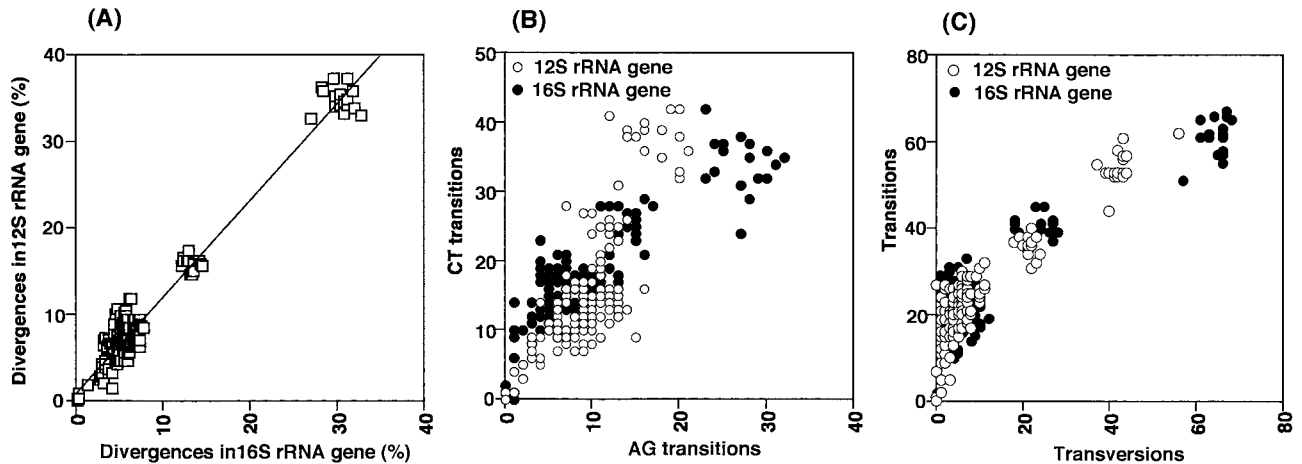 (A)
Divergences in12S rRNA gene (%)
40
30
20
10
0
0
10
20
30
40
Divergences in16S rRNA gene (%)
(B)
CT transitions
50
40
30
20
10
0
12S rRNA gene
16S rRNA gene
0
10
20
30
40
AG transitions
(C)
Transitions
80
60
40
20
0
12S rRNA gene
16S rRNA gene
0
20
40
60
80
Transversions